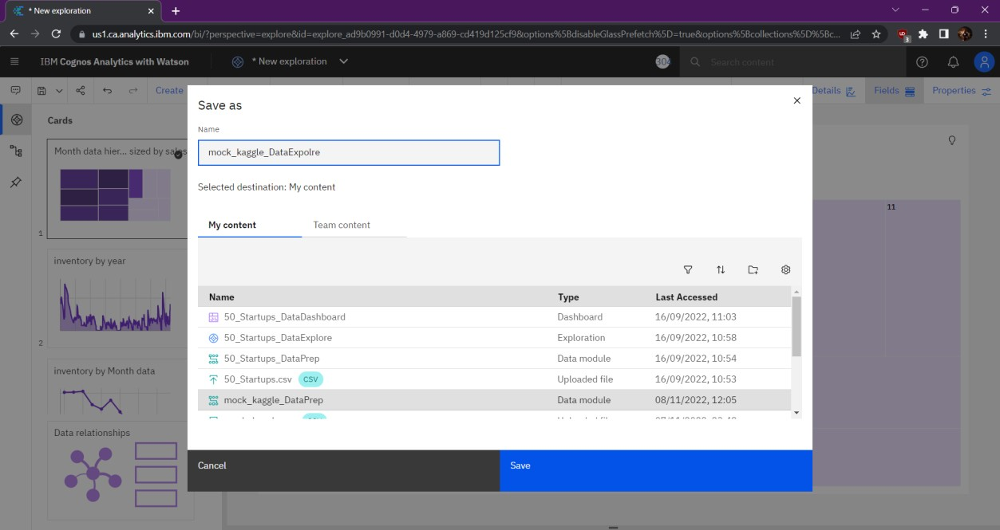 * New exploration
us1.ca.analytics.ibm.com/bi/?perspective=explore&id=explore_ad9b0991-d0d4-4979-a869-cd419d125cf9&options%5BdisableGlassPrefetch%5D=true&options%5Bcollections%5D%5Bc...
3
IBM Cognos Analytics with Watson
* New exploration
304
Search content
Create
Details
Fields
Properties
Cards
Month data hier... sized by sales
1
inventory by year
2
inventory by Month data
Data relationships
11
Save as
Name
mock_kaggle_DataExpolre
Selected destination: My content
My content
Team content
Name Type Last Accessed
50_Startups_DataDashboard Dashboard 16/09/2022, 11:03
50_Startups_DataExplore Exploration 16/09/2022, 10:58
50_Startups_DataPrep Data module 16/09/2022, 10:54
50_Startups.csv CSV Uploaded file 16/09/2022, 10:53
mock_kaggle_DataPrep Data module 08/11/2022, 12:05
Cancel
Save